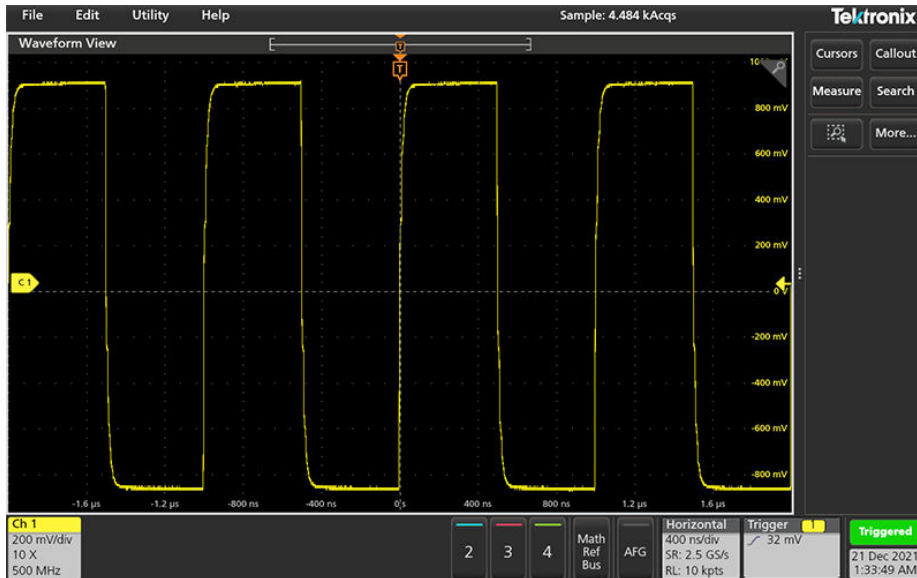 File Edit Utility Help Sample: 4.484 kAcqs Tektronix
Waveform View
Cursors Callout
Measure Search
More...
T
T
800 mV
600 mV
400 mV
200 mV
C 1
0 V
-200 mV
-400 mV
-600 mV
-800 mV
-1.6 µs -1.2 µs -800 ns -400 ns 0 s 400 ns 800 ns 1.2 µs 1.6 µs
Ch 1
200 mV/div
10 X
500 MHz
2 3 4
Math
Ref
Bus
AFG
Horizontal
400 ns/div
SR: 2.5 GS/s
RL: 10 kpts
Trigger 1
32 mV
Triggered
21 Dec 2021
1:33:49 AM